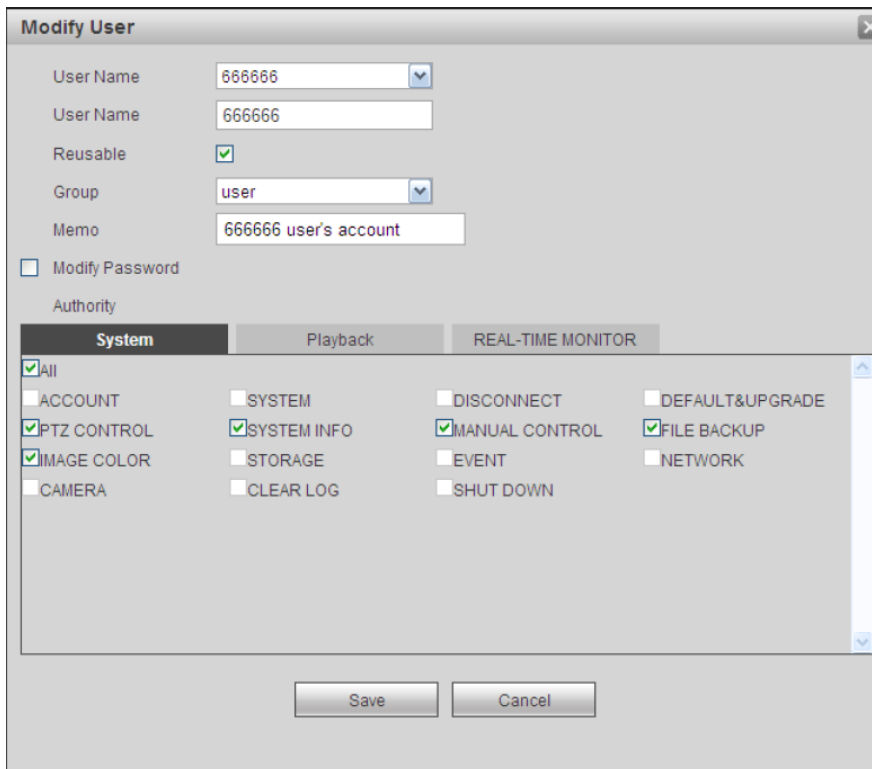 Modify User
User Name 666666
User Name 666666
Reusable
Group user
Memo 666666 user's account
Modify Password
Authority
System Playback REAL-TIME MONITOR
All
ACCOUNT SYSTEM DISCONNECT DEFAULT&UPGRADE
PTZ CONTROL SYSTEM INFO MANUAL CONTROL FILE BACKUP
IMAGE COLOR STORAGE EVENT NETWORK
CAMERA CLEAR LOG SHUT DOWN
Save Cancel